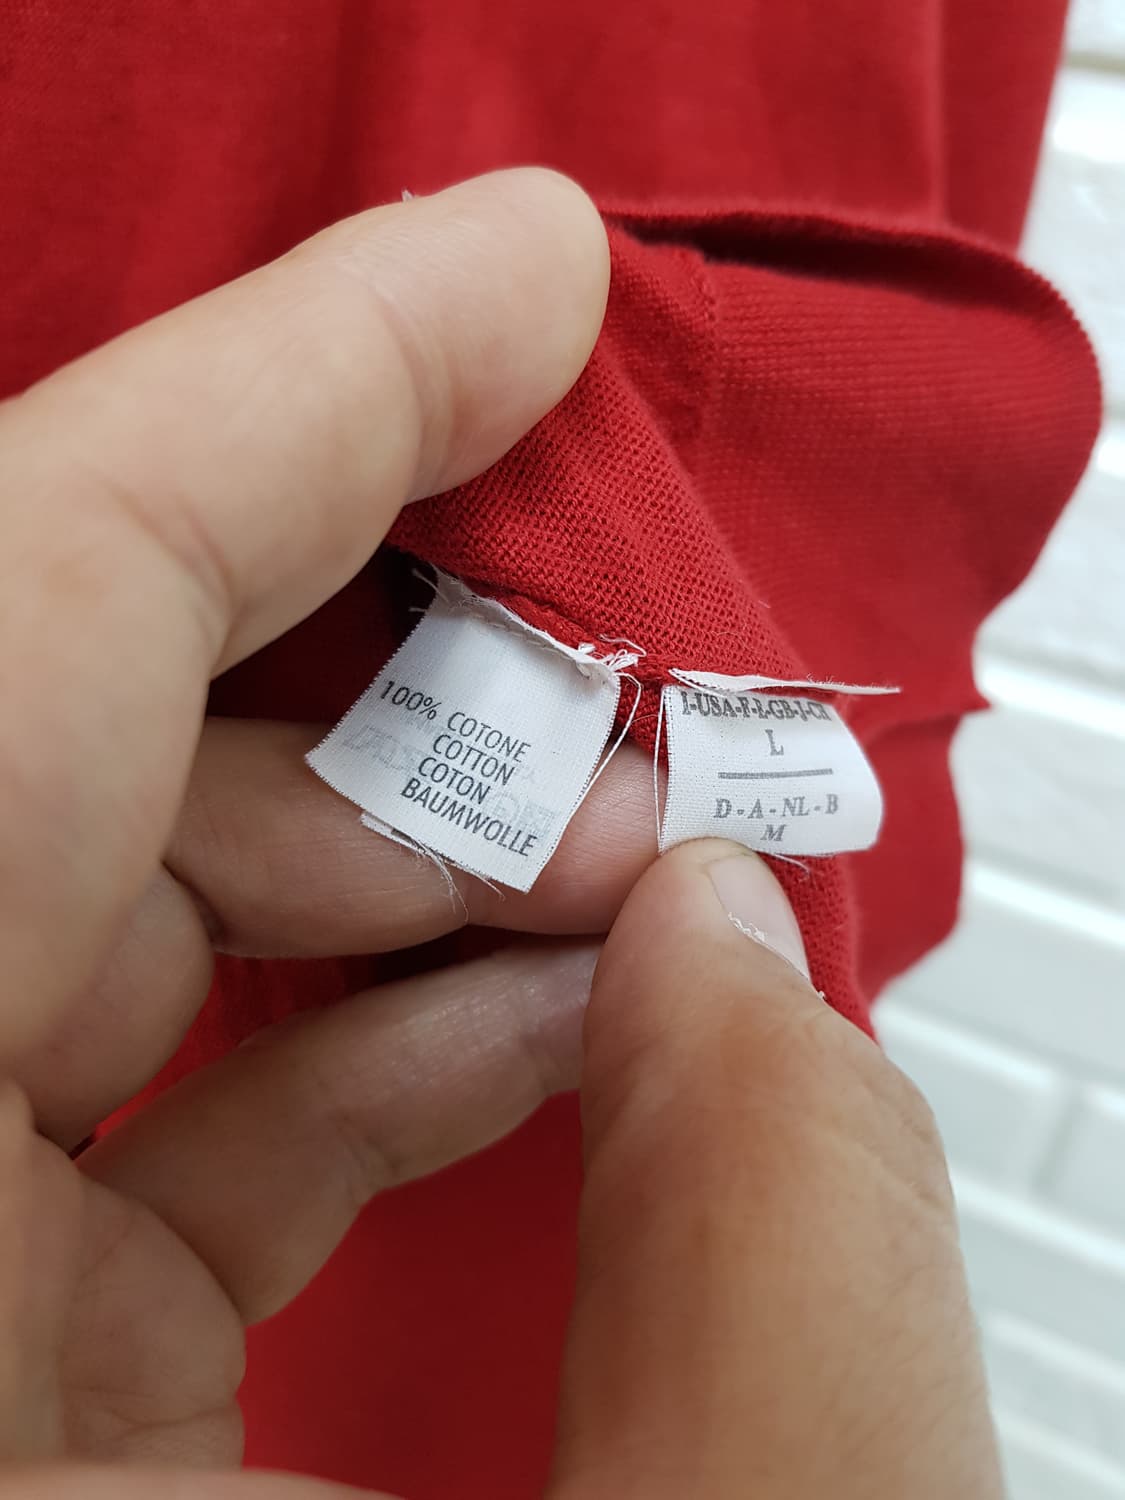 100% COTONE
COTTON
COTON
BAUMWOLLE
I-USA-F-E-GB-J-CH
L
D - A - NL - B
M